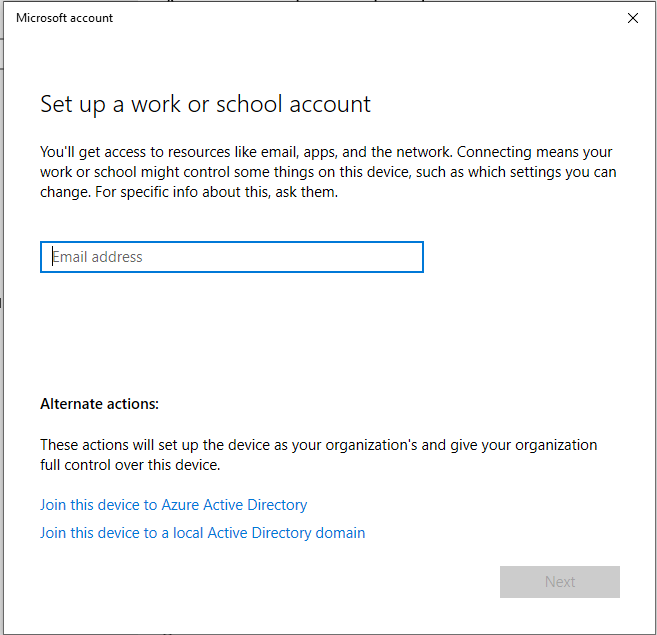 Microsoft account
Set up a work or school account
You'll get access to resources like email, apps, and the network. Connecting means your
work or school might control some things on this device, such as which settings you can
change. For specific info about this, ask them.
Email address
Alternate actions:
These actions will set up the device as your organization's and give your organization
full control over this device.
Join this device to Azure Active Directory
Join this device to a local Active Directory domain
Next